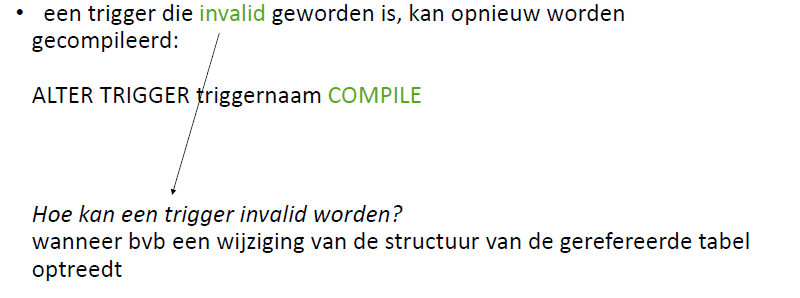 • een trigger die invalid geworden is, kan opnieuw worden
gecompileerd:
ALTER TRIGGER triggernaam COMPILE
Hoe kan een trigger invalid worden?
wanneer bvb een wijziging van de structuur van de gerefereerde tabel
optreedt